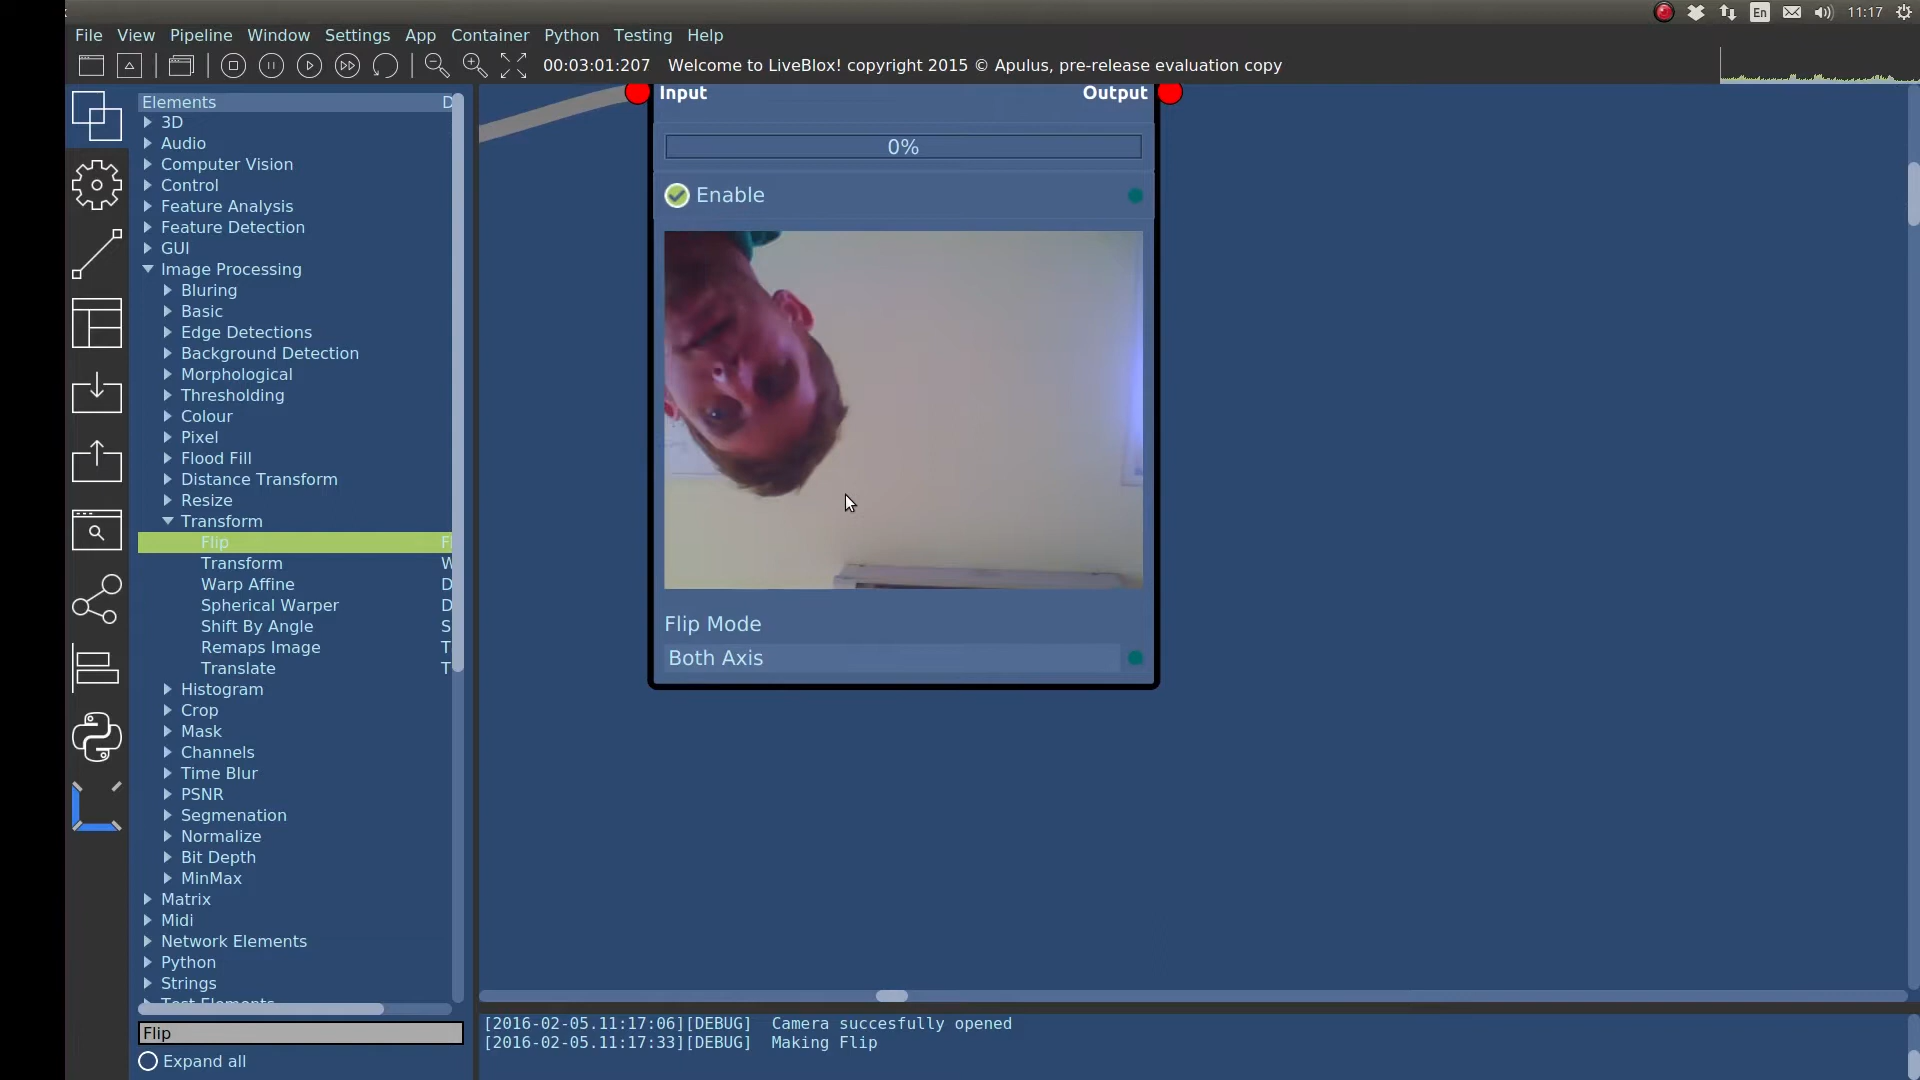 En 11:17
File View Pipeline Window Settings App Container Python Testing Help
00:03:01:207 Welcome to LiveBlox! copyright 2015 © Apulus, pre-release evaluation copy
Elements D
3D
Audio
Computer Vision
Control
Feature Analysis
Feature Detection
GUI
Image Processing
Bluring
Basic
Edge Detections
Background Detection
Morphological
Thresholding
Colour
Pixel
Flood Fill
Distance Transform
Resize
Transform
Flip Fl
Transform W
Warp Affine D
Spherical Warper D
Shift By Angle S
Remaps Image T
Translate T
Histogram
Crop
Mask
Channels
Time Blur
PSNR
Segmenation
Normalize
Bit Depth
MinMax
Matrix
Midi
Network Elements
Python
Strings
Test Elements
Flip
Expand all
Input Output
0%
Enable
Flip Mode
Both Axis
[2016-02-05.11:17:06][DEBUG] Camera succesfully opened
[2016-02-05.11:17:33][DEBUG] Making Flip